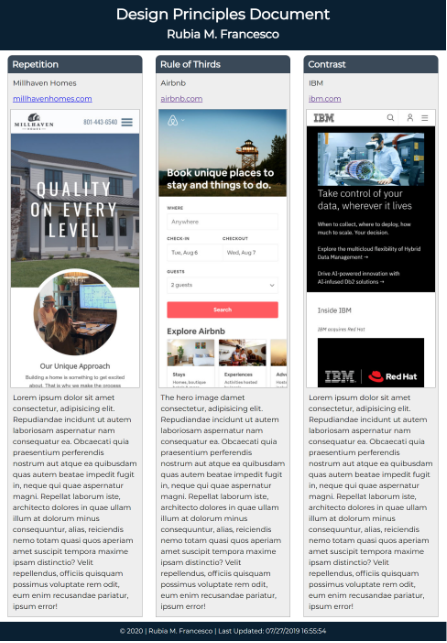 Design Principles Document
Rubia M. Francesco
Repetition
Millhaven Homes
millhavenhomes.com
MILLHAVEN
HOMES
801-443-6540
QUALITY
ON EVERY
LEVEL
Our Unique Approach
Building a home is something to get excited
about. That is why we make the process
Lorem ipsum dolor sit amet
consectetur, adipisicing elit.
Repudiandae incidunt ut autem
laboriosam aspernatur nam
consequatur ea. Obcaecati quia
praesentium perferendis
nostrum aut atque ea quibusdam
quas autem beatae impedit fugit
in, neque qui quae aspernatur
magni. Repellat laborum iste,
architecto dolores in quae ullam
illum at dolorum minus
consequuntur, alias, reiciendis
nemo totam quasi quos aperiam
amet suscipit tempora maxime
ipsam distinctio? Velit
repellendus, officiis quisquam
possimus voluptate rem odit,
eum enim recusandae pariatur,
ipsum error!
Rule of Thirds
Airbnb
airbnb.com
Book unique places to
stay and things to do.
WHERE
Anywhere
CHECK-IN
CHECKOUT
Tue, Aug 6
Wed, Aug 7
GUESTS
2 guests
Search
Explore Airbnb
Stays
Experiences
Adve
Homes, boutique
Activities hosted
The hero image damet
consectetur, adipisicing elit.
Repudiandae incidunt ut autem
laboriosam aspernatur nam
consequatur ea. Obcaecati quia
praesentium perferendis
nostrum aut atque ea quibusdam
quas autem beatae impedit fugit
in, neque qui quae aspernatur
magni. Repellat laborum iste,
architecto dolores in quae ullam
illum at dolorum minus
consequuntur, alias, reiciendis
nemo totam quasi quos aperiam
amet suscipit tempora maxime
ipsam distinctio? Velit
repellendus, officiis quisquam
possimus voluptate rem odit,
eum enim recusandae pariatur,
ipsum error!
Contrast
IBM
ibm.com
IBM
Take control of your
data, wherever it lives
When to collect, where to deploy, how
much to scale. Your decision.
Explore the multicloud flexibility of Hybrid
Data Management →
Drive AI-powered innovation with
AI-infused Db2 solutions →
Inside IBM
IBM acquires Red Hat
IBM
Red Hat
Lorem ipsum dolor sit amet
consectetur, adipisicing elit.
Repudiandae incidunt ut autem
laboriosam aspernatur nam
consequatur ea. Obcaecati quia
praesentium perferendis
nostrum aut atque ea quibusdam
quas autem beatae impedit fugit
in, neque qui quae aspernatur
magni. Repellat laborum iste,
architecto dolores in quae ullam
illum at dolorum minus
consequuntur, alias, reiciendis
nemo totam quasi quos aperiam
amet suscipit tempora maxime
ipsam distinctio? Velit
repellendus, officiis quisquam
possimus voluptate rem odit,
eum enim recusandae pariatur,
ipsum error!
© 2020 | Rubia M. Francesco | Last Updated: 07/27/2019 16:55:54